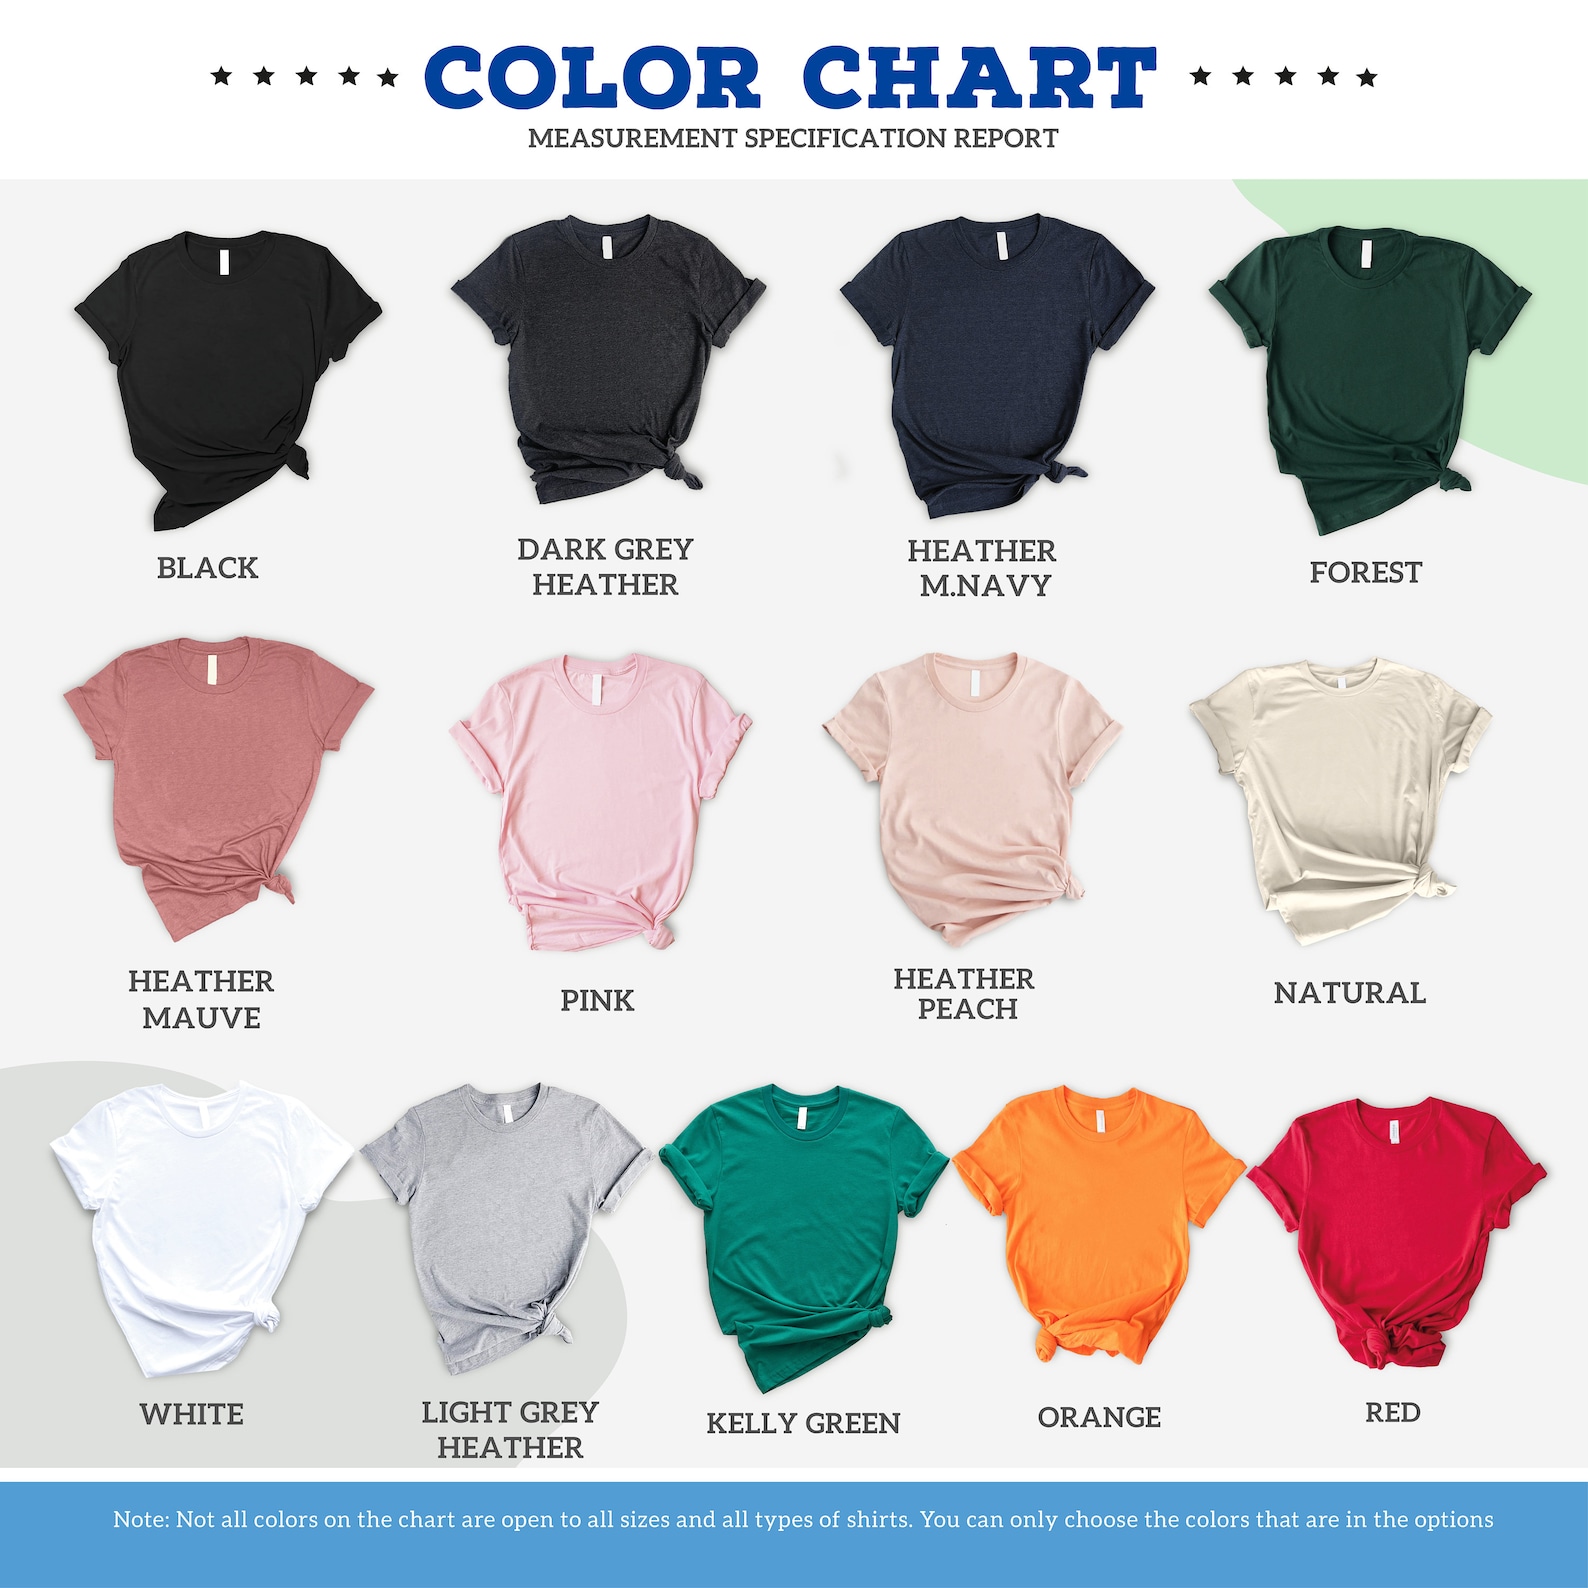 COLOR CHART
MEASUREMENT SPECIFICATION REPORT
BLACK
DARK GREY
HEATHER
HEATHER
M.NAVY
FOREST
HEATHER
MAUVE
PINK
HEATHER
PEACH
NATURAL
WHITE
LIGHT GREY
HEATHER
KELLY GREEN
ORANGE
RED
Note: Not all colors on the chart are open to all sizes and all types of shirts. You can only choose the colors that are in the options